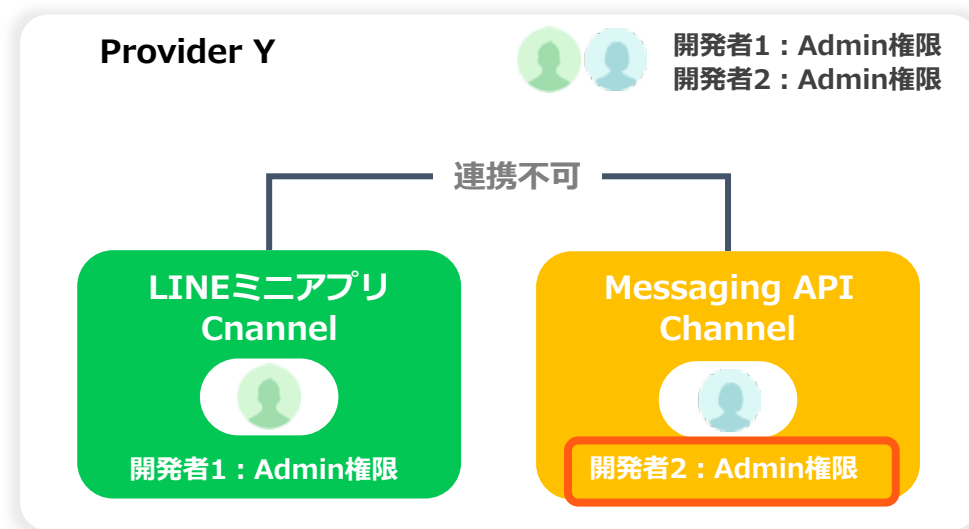 Provider Y
開発者1：Admin権限
開発者2：Admin権限
連携不可
LINEミニアプリ
Cnannel
開発者1：Admin権限
Messaging API
Channel
開発者2：Admin権限